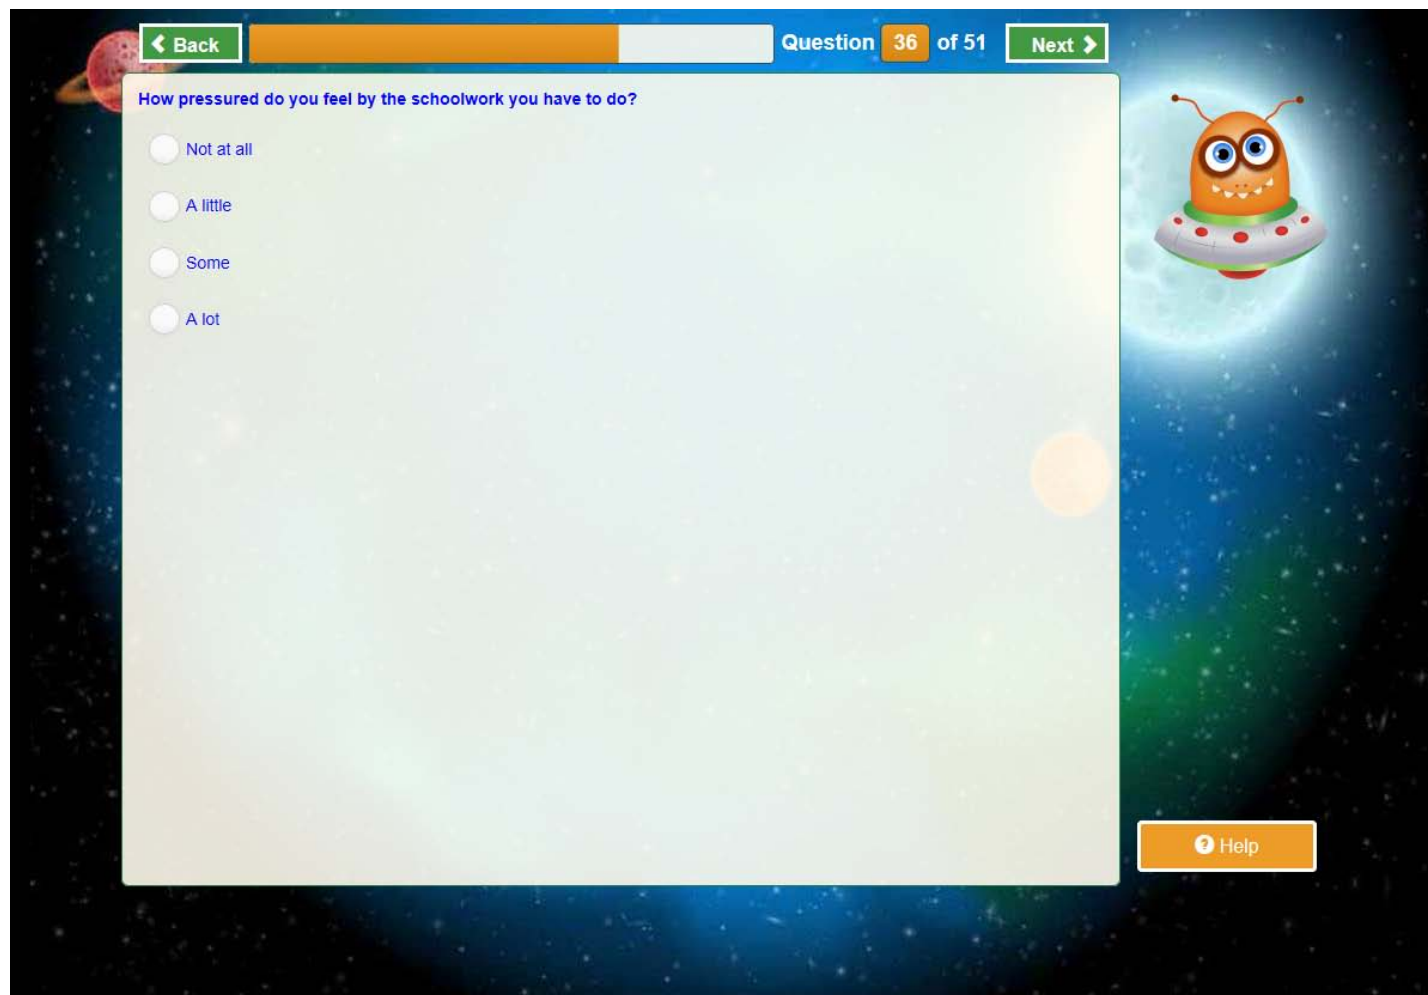 Back
Question 36 of 51
Next
How pressured do you feel by the schoolwork you have to do?
Not at all
A little
Some
A lot
Help